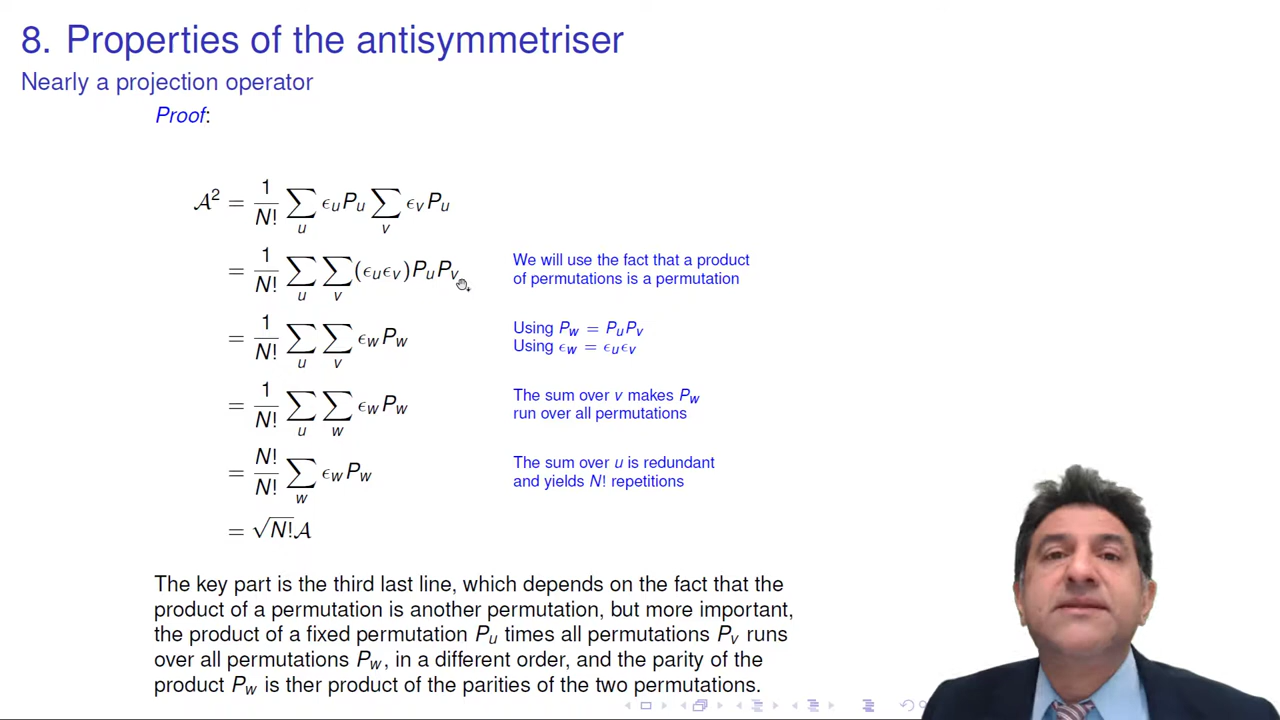 8. Properties of the antisymmetriser
Nearly a projection operator
Proof:
𝒜² = 1/N! ∑_u ϵ_u P_u ∑_v ϵ_v P_u
= 1/N! ∑_u ∑_v (ϵ_u ϵ_v) P_u P_v
We will use the fact that a product
of permutations is a permutation
= 1/N! ∑_u ∑_v ϵ_w P_w
Using P_w = P_u P_v
Using ϵ_w = ϵ_u ϵ_v
= 1/N! ∑_u ∑_w ϵ_w P_w
The sum over v makes P_w
run over all permutations
= N!/N! ∑_w ϵ_w P_w
The sum over u is redundant
and yields N! repetitions
= √N! 𝒜
The key part is the third last line, which depends on the fact that the
product of a permutation is another permutation, but more important,
the product of a fixed permutation P_u times all permutations P_v runs
over all permutations P_w, in a different order, and the parity of the
product P_w is ther product of the parities of the two permutations.